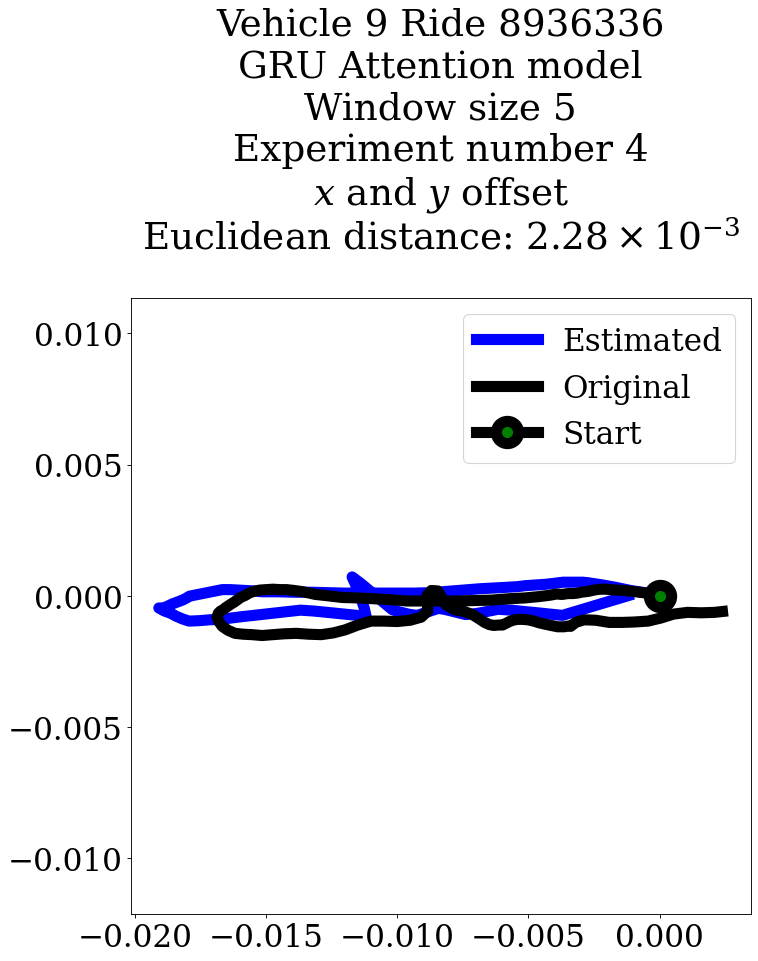 Vehicle 9 Ride 8936336
GRU Attention model
Window size 5
Experiment number 4
x and y offset
Euclidean distance: 2.28 × 10⁻³
Estimated
Original
Start
0.010
0.005
0.000
−0.005
−0.010
−0.020 −0.015 −0.010 −0.005 0.000